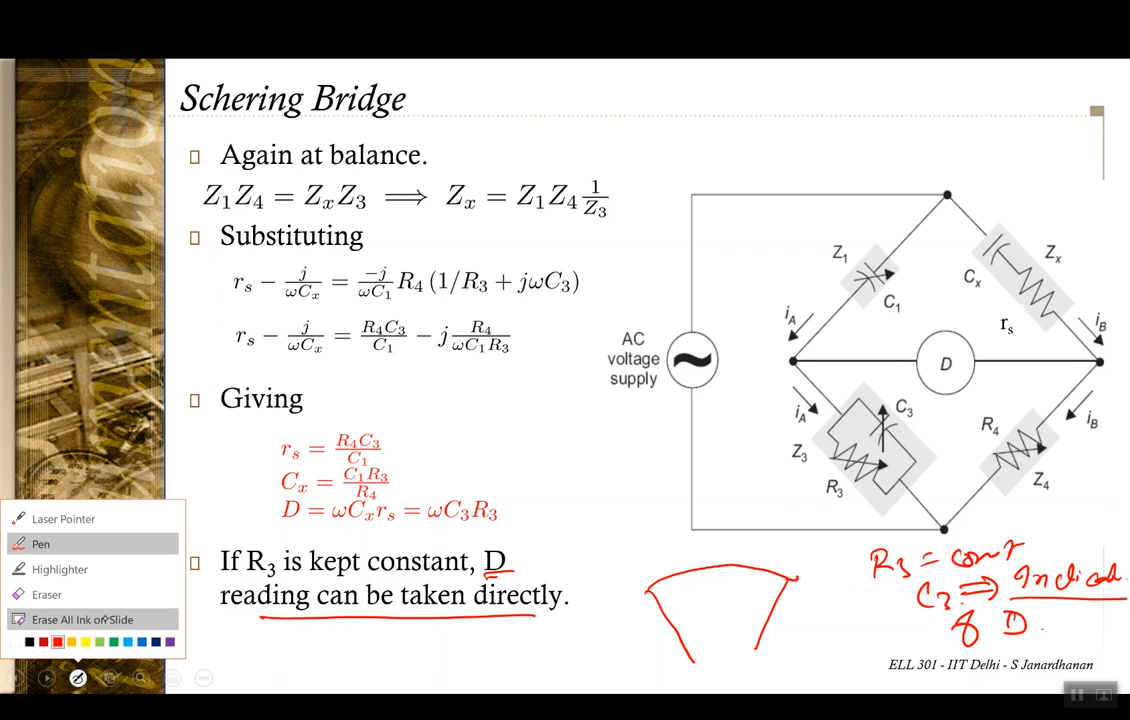 Schering Bridge
Again at balance.
Z₁Z₄ = ZₓZ₃ ⟹ Zₓ = Z₁Z₄ 1/Z₃
Substituting
rₛ − j/ωCₓ = −j/ωC₁ R₄ (1/R₃ + jωC₃)
rₛ − j/ωCₓ = R₄C₃/C₁ − j R₄/ωC₁R₃
Giving
rₛ = R₄C₃/C₁
Cₓ = C₁R₃/R₄
D = ωCₓrₛ = ωC₃R₃
If R₃ is kept constant, D
reading can be taken directly.
Z₁
C₁
Zₓ
Cₓ
rₛ
i_A
i_B
AC
voltage
supply
D
i_A
i_B
C₃
Z₃
R₃
R₄
Z₄
R₃ = const
C₃ ⇒
of D
ELL 301 - IIT Delhi - S Janardhanan
Laser Pointer
Pen
Highlighter
Eraser
Erase All Ink on Slide